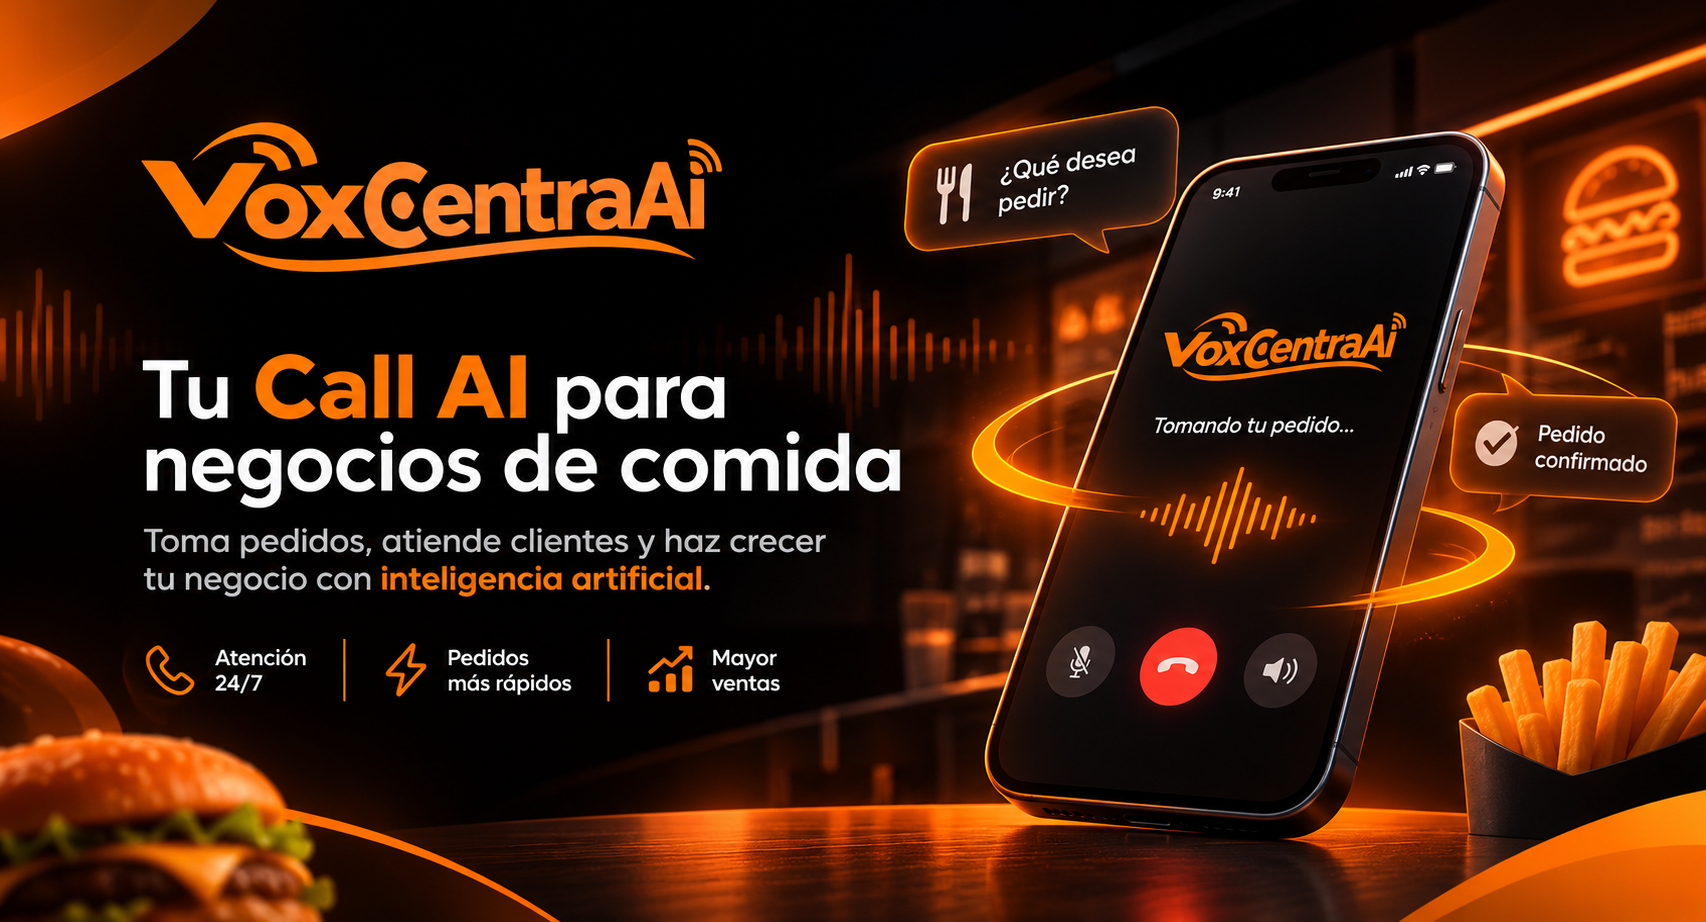 VoxCentraAi
Tu Call AI para
negocios de comida
Toma pedidos, atiende clientes y haz crecer
tu negocio con inteligencia artificial.
Atención
24/7
Pedidos
más rápidos
Mayor
ventas
¿Qué desea
pedir?
9:41
VoxCentraAi
Tomando tu pedido...
Pedido
confirmado